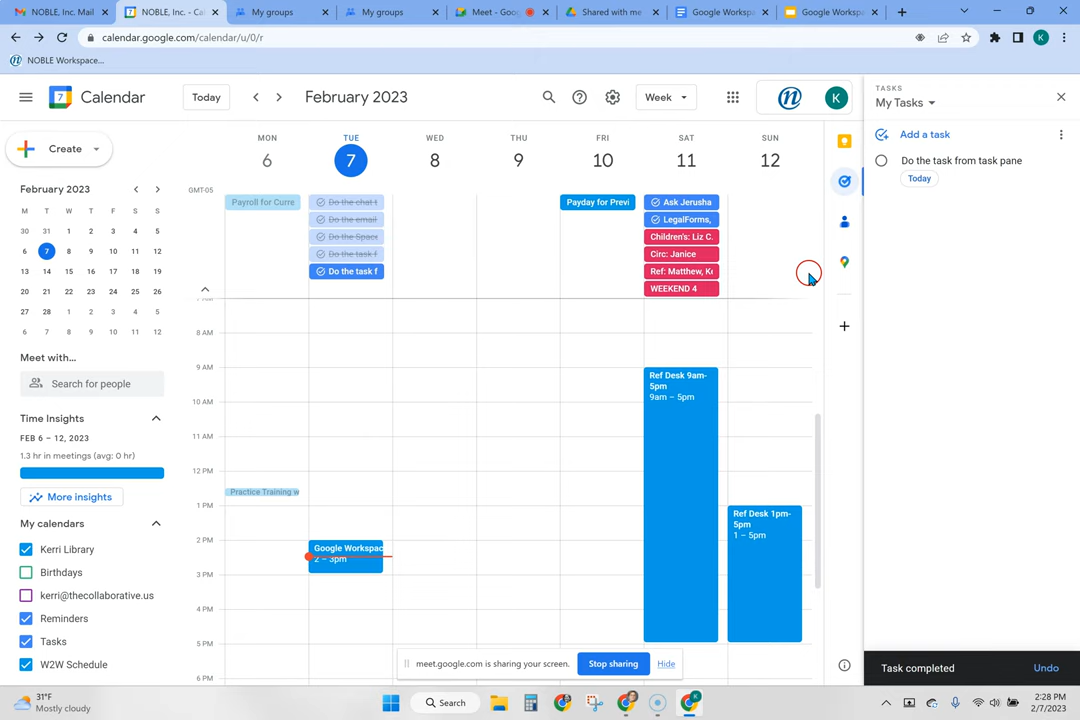 NOBLE, Inc. Mail
NOBLE, Inc. - Ca
My groups
My groups
Meet - Goog
Shared with me
Google Workspa
Google Workspa
calendar.google.com/calendar/u/0/r
K
NOBLE Workspace...
7
Calendar
Today
February 2023
Week
K
TASKS
My Tasks
Add a task
Do the task from task pane
Today
Create
February 2023
M T W T F S S
30 31 1 2 3 4 5
6 7 8 9 10 11 12
13 14 15 16 17 18 19
20 21 22 23 24 25 26
27 28 1 2 3 4 5
6 7 8 9 10 11 12
Meet with...
Search for people
Time Insights
FEB 6 – 12, 2023
1.3 hr in meetings (avg: 0 hr)
More insights
My calendars
Kerri Library
Birthdays
kerri@thecollaborative.us
Reminders
Tasks
W2W Schedule
MON TUE WED THU FRI SAT SUN
6 7 8 9 10 11 12
GMT-05
Payroll for Curre
Do the chat t
Do the email
Do the Space
Do the task f
Do the task f
Payday for Previ
Ask Jerusha
LegalForms,
Children's: Liz C.
Circ: Janice
Ref: Matthew, Ke
WEEKEND 4
8 AM
9 AM
10 AM
11 AM
12 PM
1 PM
2 PM
3 PM
4 PM
5 PM
6 PM
Practice Training w
Google Workspac
2 – 3pm
Ref Desk 9am-
5pm
9am – 5pm
Ref Desk 1pm-
5pm
1 – 5pm
meet.google.com is sharing your screen.
Stop sharing
Hide
Task completed
Undo
31°F
Mostly cloudy
Search
K
2:28 PM
2/7/2023